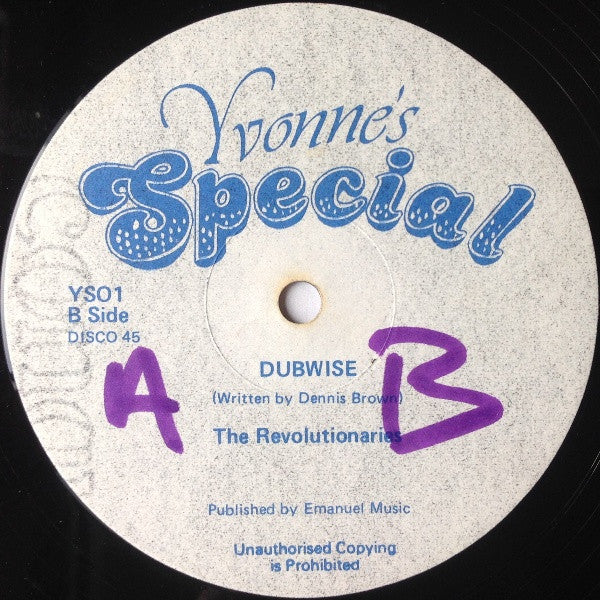 Yvonne's
Special
YS01
B Side
DISCO 45
DUBWISE
(Written by Dennis Brown)
A B
The Revolutionaries
Published by Emanuel Music
Unauthorised Copying
is Prohibited